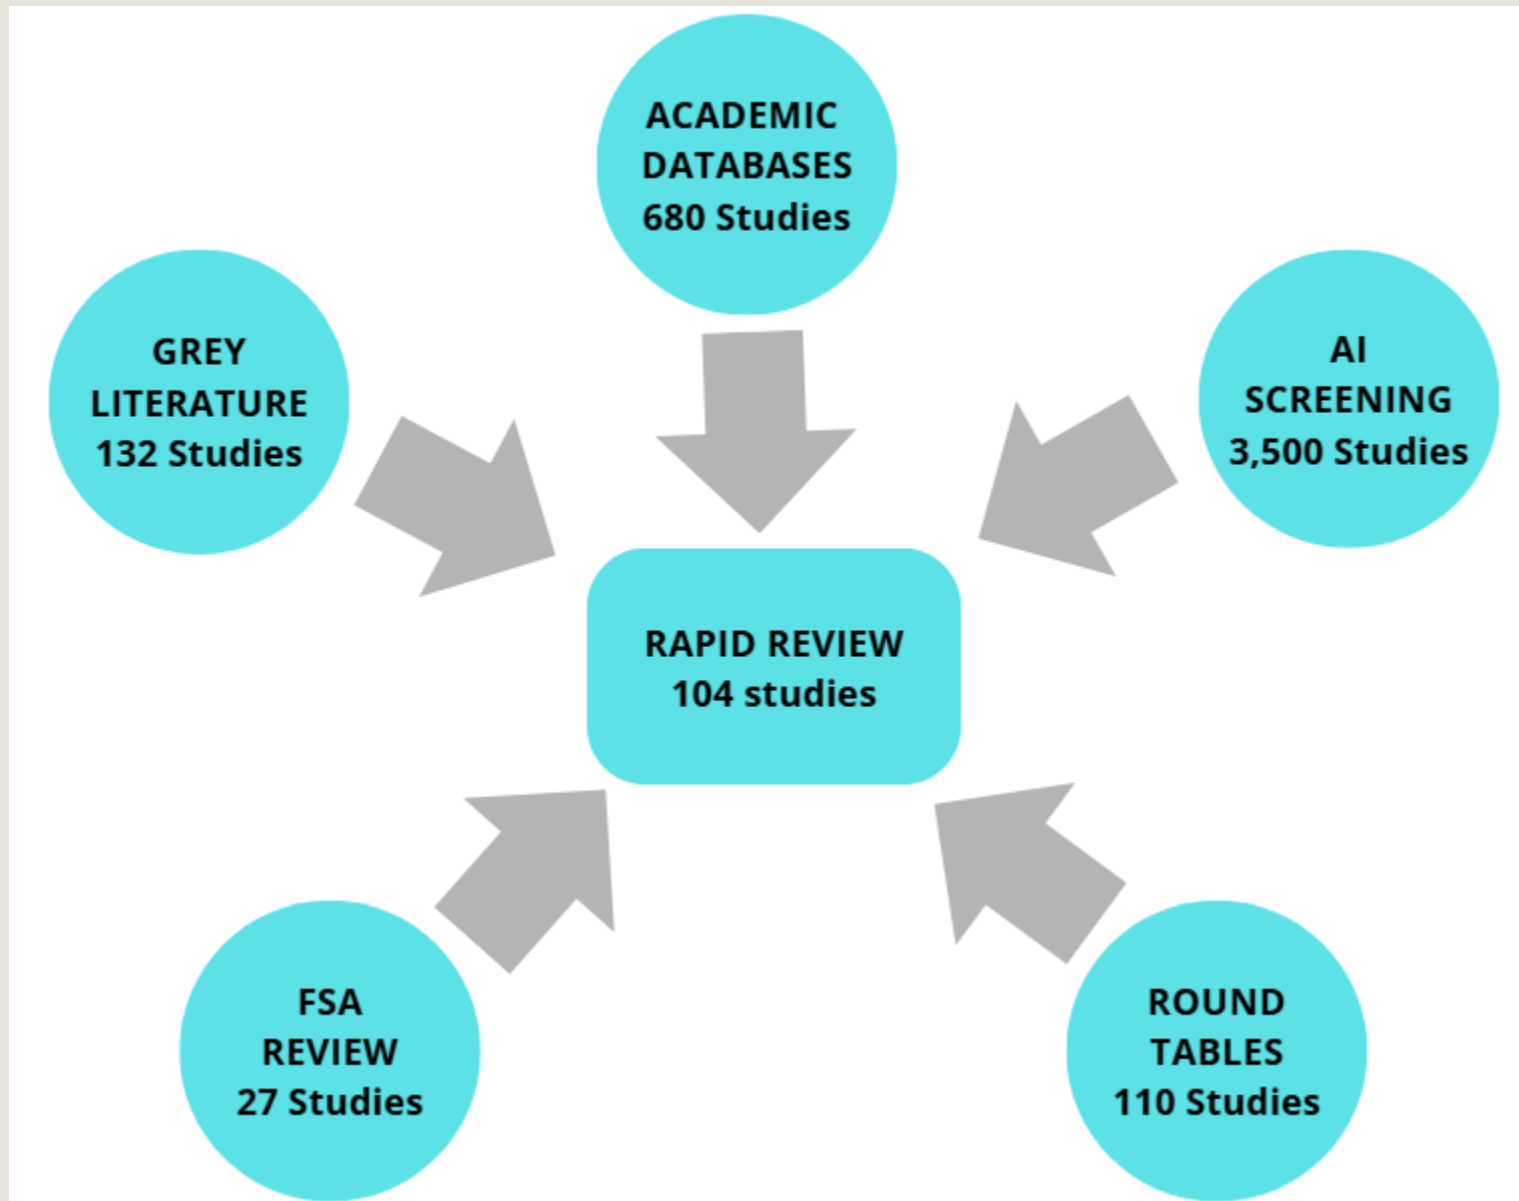 ACADEMIC
DATABASES
680 Studies
GREY
LITERATURE
132 Studies
AI
SCREENING
3,500 Studies
RAPID REVIEW
104 studies
FSA
REVIEW
27 Studies
ROUND
TABLES
110 Studies